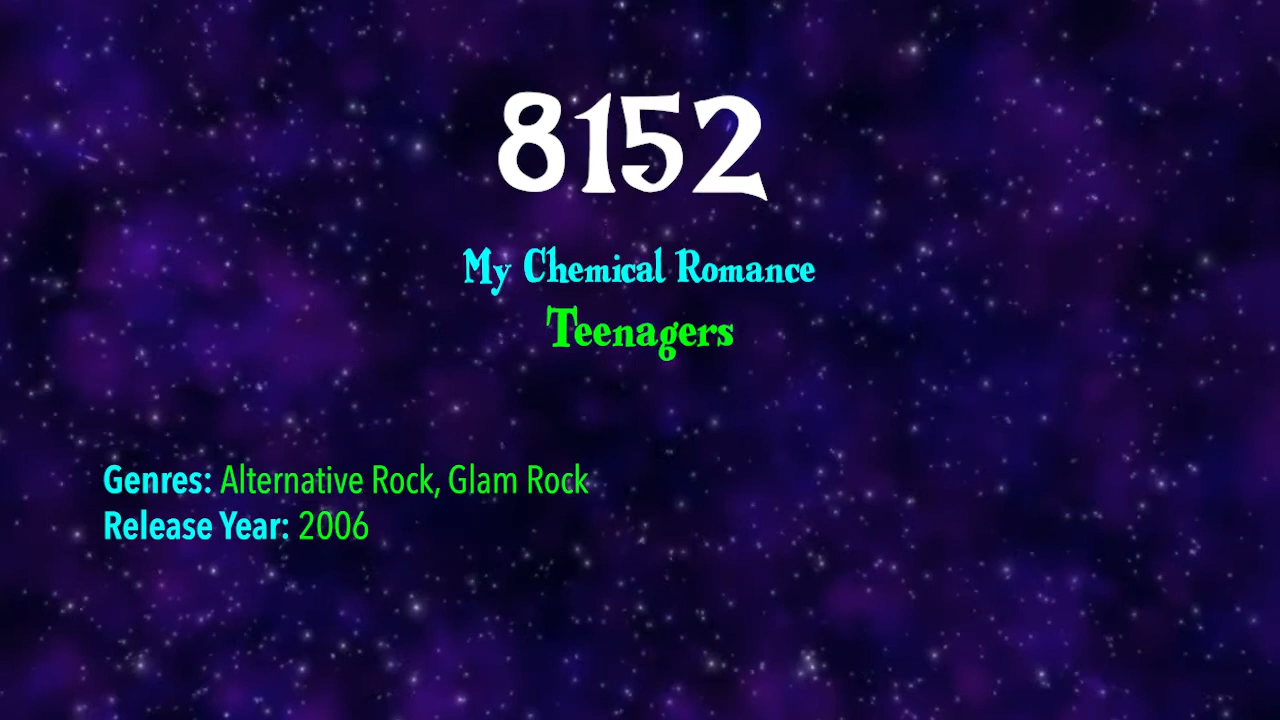 8152
My Chemical Romance
Teenagers
Genres: Alternative Rock, Glam Rock
Release Year: 2006